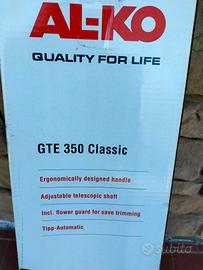 AL-KO
QUALITY FOR LIFE
GTE 350 Classic
Ergonomically designed handle
Adjustable telescopic shaft
Incl. flower guard for save trimming
Tipp-Automatic
subito